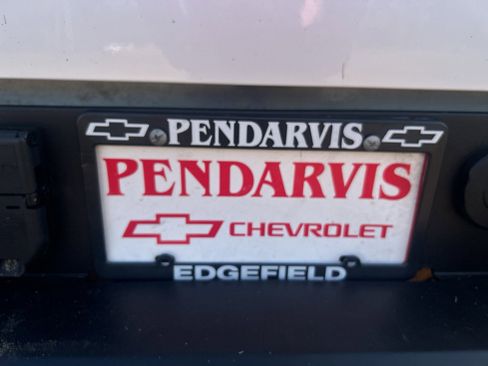 PENDARVIS
PENDARVIS
CHEVROLET
EDGEFIELD